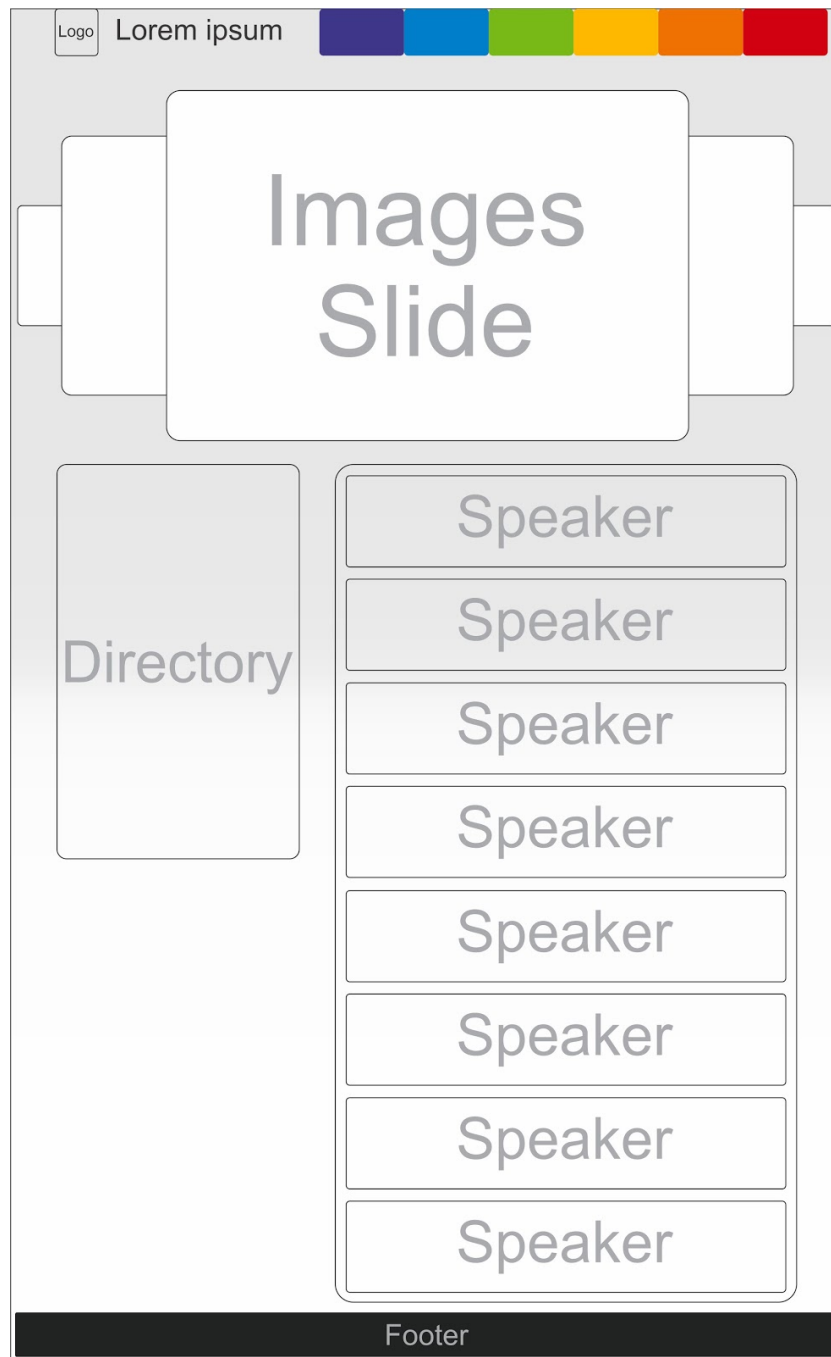 Logo
Lorem ipsum
Images
Slide
Directory
Speaker
Speaker
Speaker
Speaker
Speaker
Speaker
Speaker
Speaker
Footer